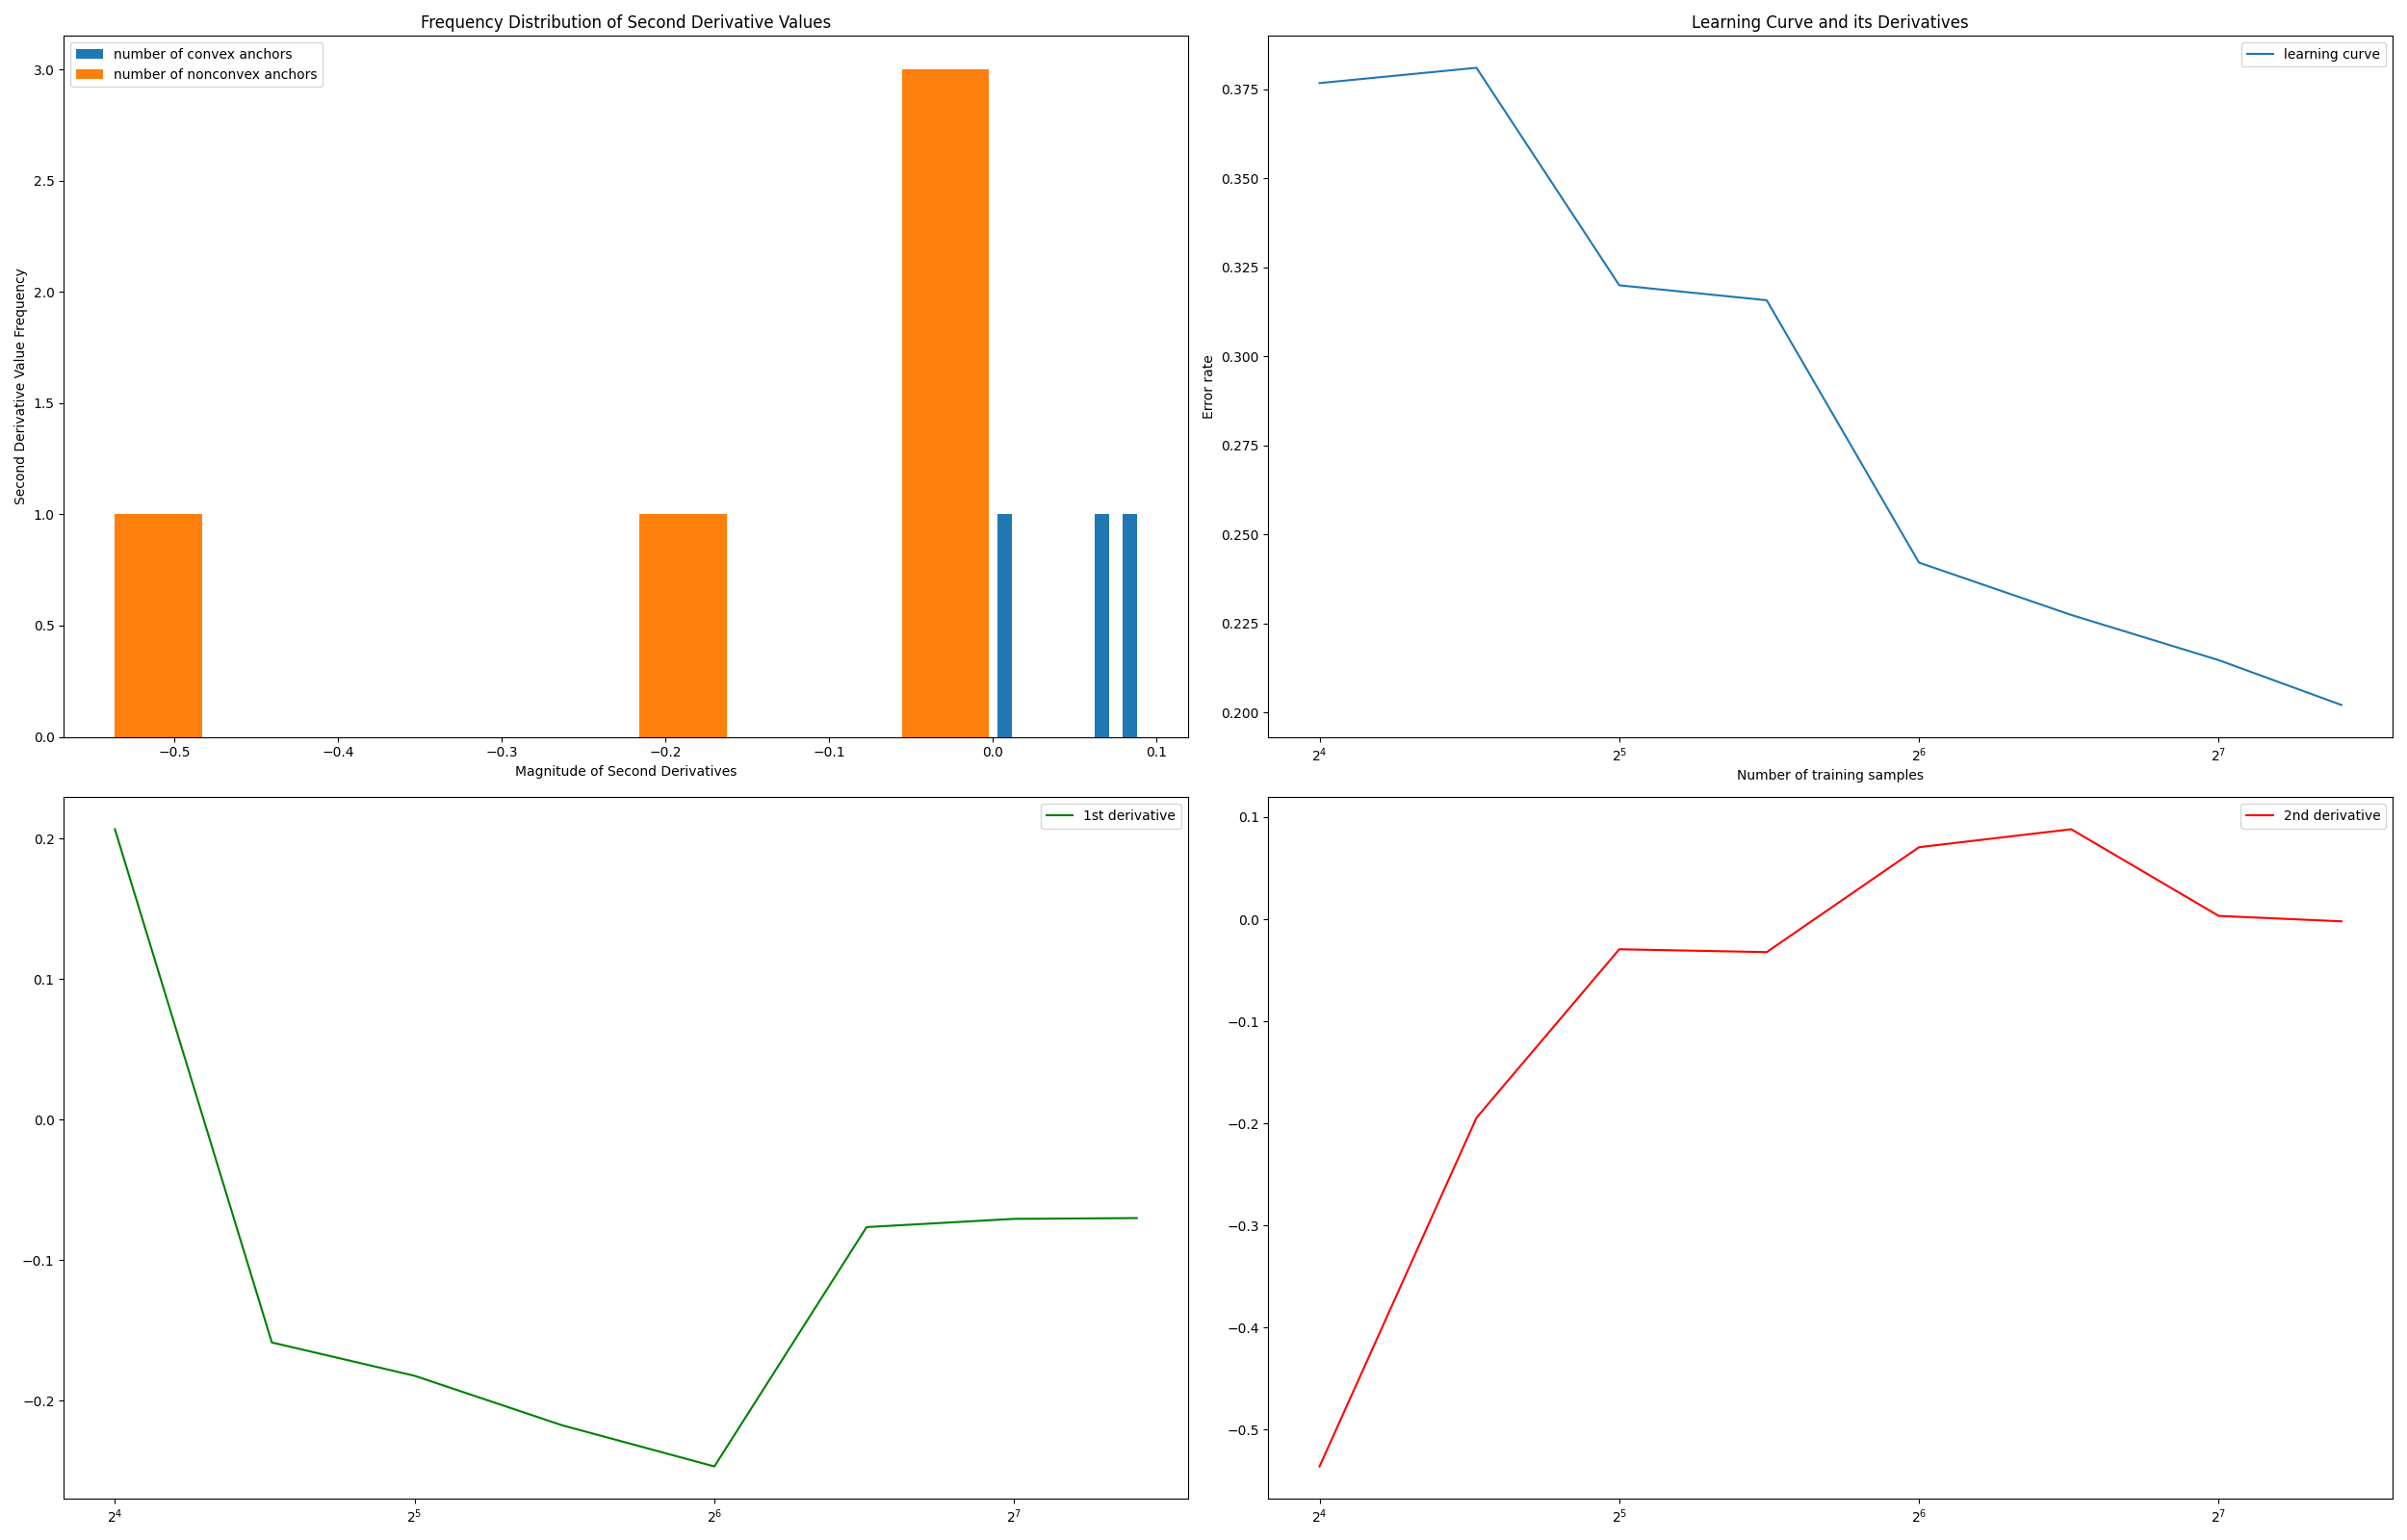 Frequency Distribution of Second Derivative Values
number of convex anchors
number of nonconvex anchors
Second Derivative Value Frequency
3.0
2.5
2.0
1.5
1.0
0.5
0.0
−0.5 −0.4 −0.3 −0.2 −0.1 0.0 0.1
Magnitude of Second Derivatives
Learning Curve and its Derivatives
learning curve
Error rate
0.375
0.350
0.325
0.300
0.275
0.250
0.225
0.200
2⁴ 2⁵ 2⁶ 2⁷
Number of training samples
1st derivative
0.2
0.1
0.0
−0.1
−0.2
2⁴ 2⁵ 2⁶ 2⁷
2nd derivative
0.1
0.0
−0.1
−0.2
−0.3
−0.4
−0.5
2⁴ 2⁵ 2⁶ 2⁷